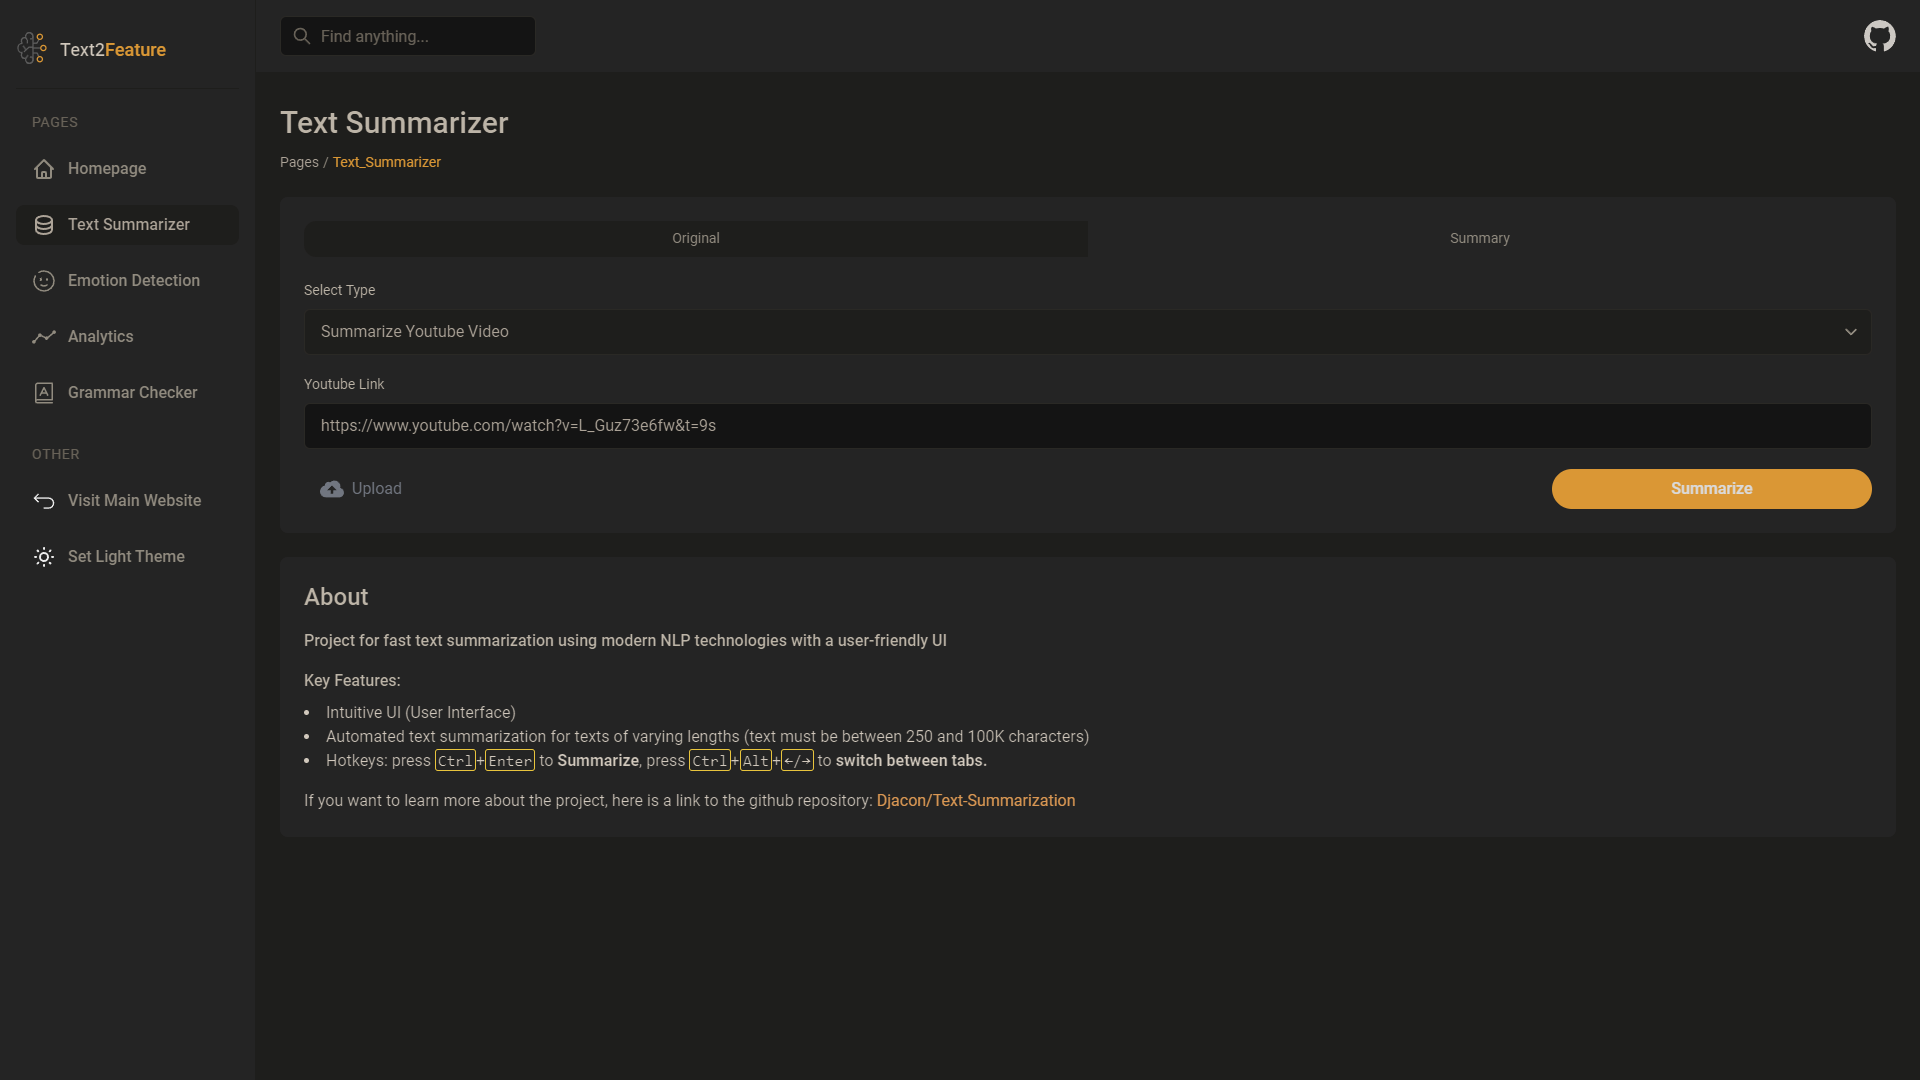 Text2Feature
PAGES
Homepage
Text Summarizer
Emotion Detection
Analytics
Grammar Checker
OTHER
Visit Main Website
Set Light Theme
Find anything...
Text Summarizer
Pages / Text_Summarizer
Original
Summary
Select Type
Summarize Youtube Video
Youtube Link
https://www.youtube.com/watch?v=L_Guz73e6fw&t=9s
Upload
Summarize
About
Project for fast text summarization using modern NLP technologies with a user-friendly UI
Key Features:
• Intuitive UI (User Interface)
• Automated text summarization for texts of varying lengths (text must be between 250 and 100K characters)
• Hotkeys: press Ctrl+Enter to Summarize, press Ctrl+Alt+←/→ to switch between tabs.
If you want to learn more about the project, here is a link to the github repository: Djacon/Text-Summarization